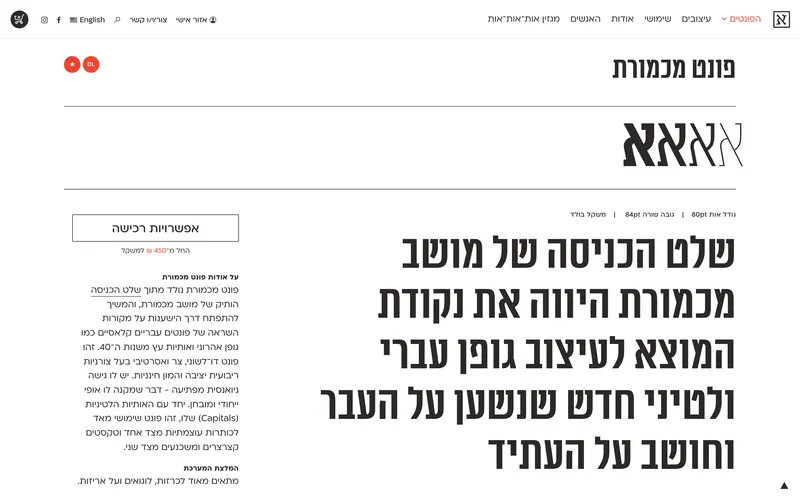 א
הפונטים
עיצובים
שימושי
אודות
האנשים
מגזין אות־אות־אות
אזור אישי
צור/י/ו קשר
English
פונט מכמורת
DL
אאאאא
גודל אות 80pt | גובה שורה 84pt | משקל בולד
שלט הכניסה של מושב
מכמורת היווה את נקודת
המוצא לעיצוב גופן עברי
ולטיני חדש שנשען על העבר
וחושב על העתיד
אפשרויות רכישה
החל מ־450 ₪ למשקל
על אודות פונט מכמורת
פונט מכמורת נולד מתוך שלט הכניסה
הותיק של מושב מכמורת, והמשיך
להתפתח דרך הישענות על מקורות
השראה של פונטים עבריים קלאסיים כמו
גופן אהרוני ואותיות עץ משנות ה־40. זהו
פונט דו־לשוני, צר ואסרטיבי בעל צורניות
ריבועית יציבה והמון חינניות. יש לו גישה
ניואנסית מפתיעה - דבר שמקנה לו אופי
ייחודי ומובחן. יחד עם האותיות הלטיניות
(Capitals) שלו, זהו פונט שימושי מאד
לכותרות עוצמתיות מצד אחד וטקסטים
קצרצרים ומשכנעים מצד שני.
המלצת המערכת
מתאים מאוד לכרזות, לוגואים ועל אריזות.